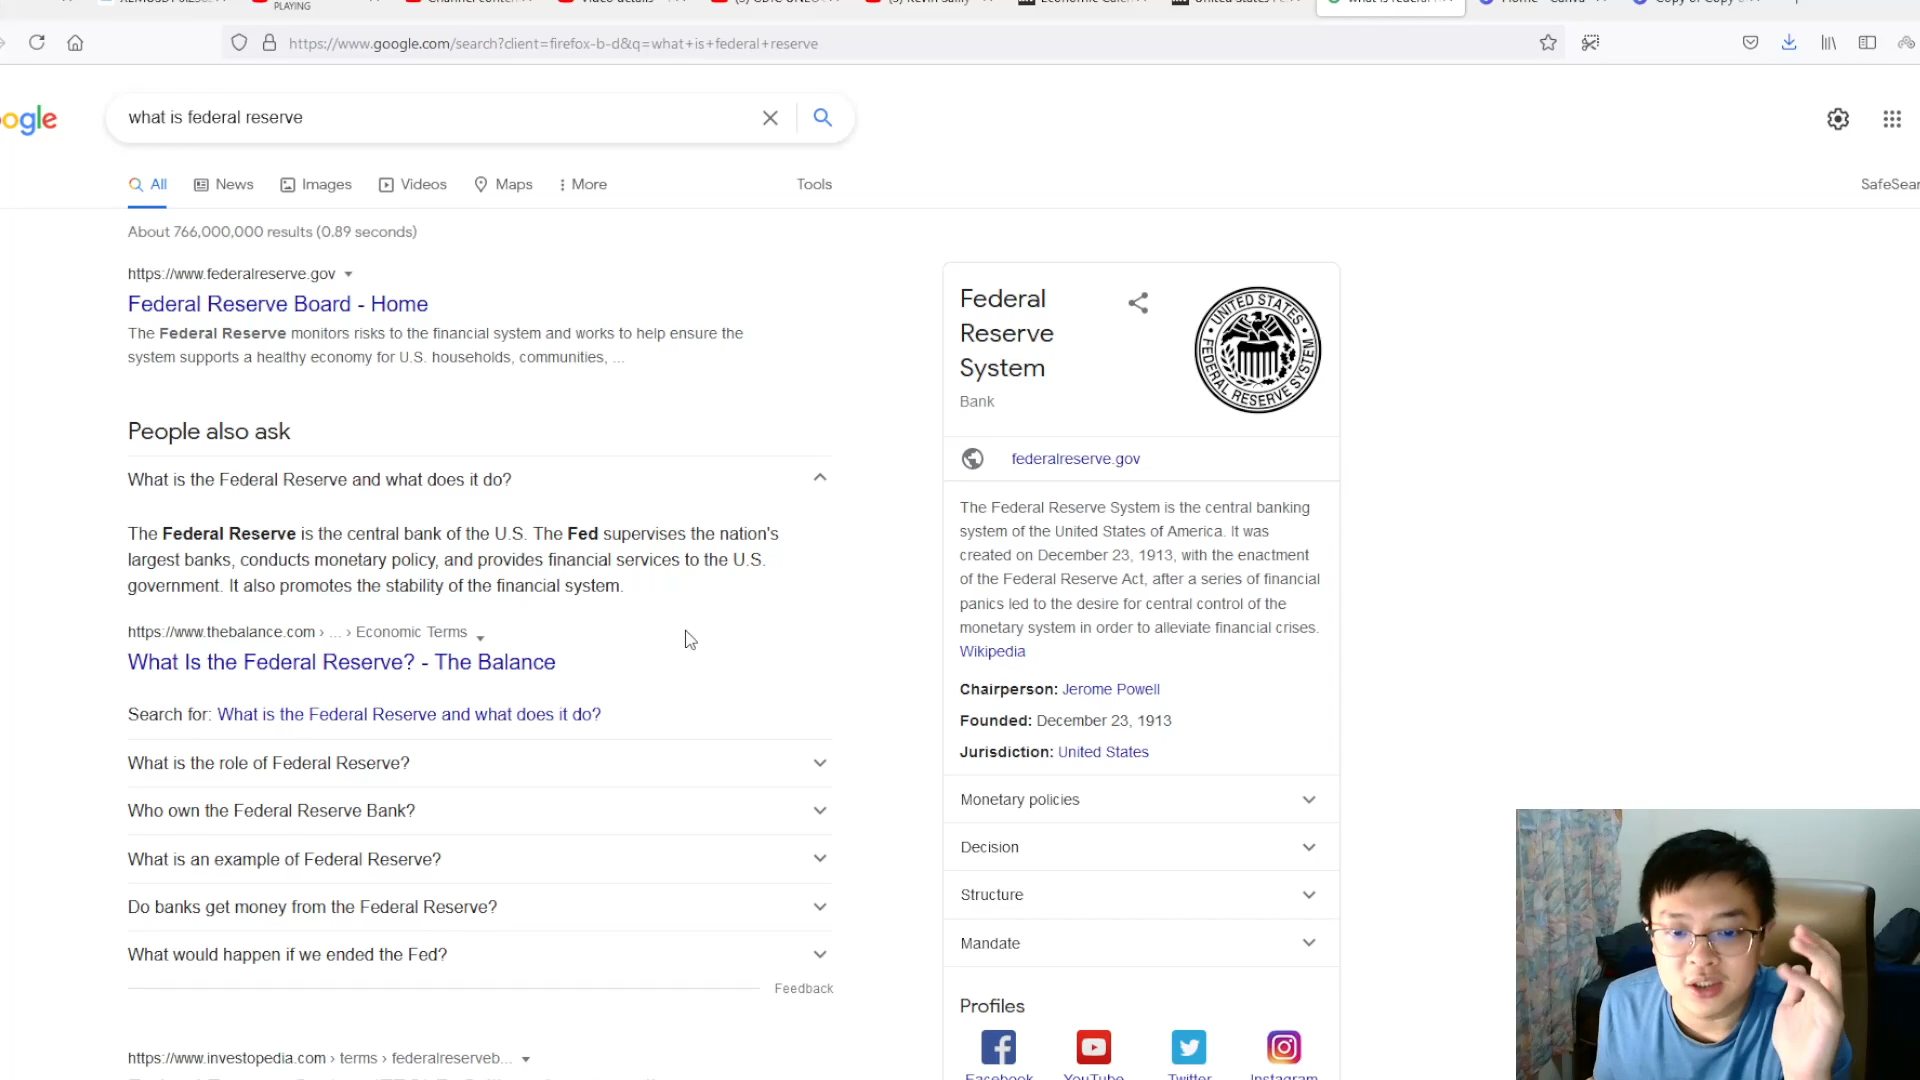 PLAYING
https://www.google.com/search?client=firefox-b-d&q=what+is+federal+reserve
ogle
what is federal reserve
All
News
Images
Videos
Maps
More
Tools
SafeSear
About 766,000,000 results (0.89 seconds)
https://www.federalreserve.gov
Federal Reserve Board - Home
The Federal Reserve monitors risks to the financial system and works to help ensure the
system supports a healthy economy for U.S. households, communities, ...
People also ask
What is the Federal Reserve and what does it do?
The Federal Reserve is the central bank of the U.S. The Fed supervises the nation's
largest banks, conducts monetary policy, and provides financial services to the U.S.
government. It also promotes the stability of the financial system.
https://www.thebalance.com › ... › Economic Terms
What Is the Federal Reserve? - The Balance
Search for: What is the Federal Reserve and what does it do?
What is the role of Federal Reserve?
Who own the Federal Reserve Bank?
What is an example of Federal Reserve?
Do banks get money from the Federal Reserve?
What would happen if we ended the Fed?
Feedback
https://www.investopedia.com › terms › federalreserveb...
Federal
Reserve
System
Bank
UNITED STATES
FEDERAL RESERVE SYSTEM
federalreserve.gov
The Federal Reserve System is the central banking
system of the United States of America. It was
created on December 23, 1913, with the enactment
of the Federal Reserve Act, after a series of financial
panics led to the desire for central control of the
monetary system in order to alleviate financial crises.
Wikipedia
Chairperson: Jerome Powell
Founded: December 23, 1913
Jurisdiction: United States
Monetary policies
Decision
Structure
Mandate
Profiles
Facebook
YouTube
Twitter
Instagram